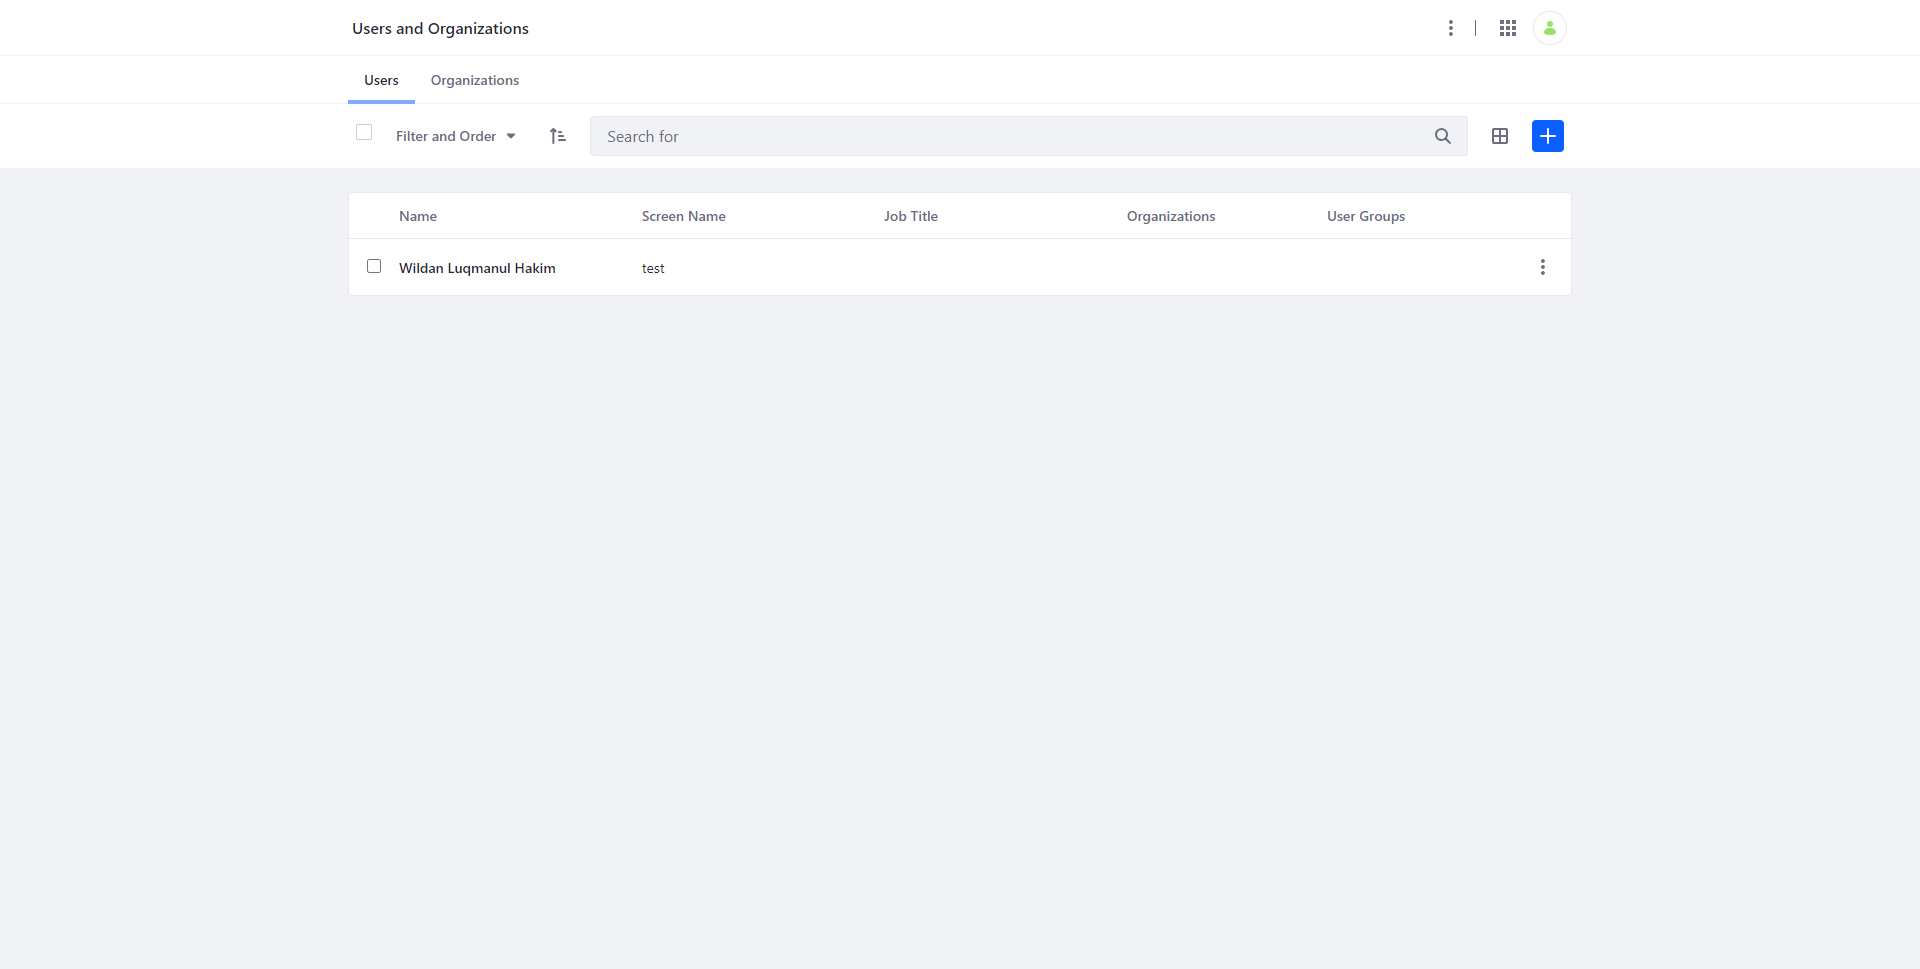 Users and Organizations
Users Organizations
Filter and Order Search for
Name Screen Name Job Title Organizations User Groups
Wildan Luqmanul Hakim test